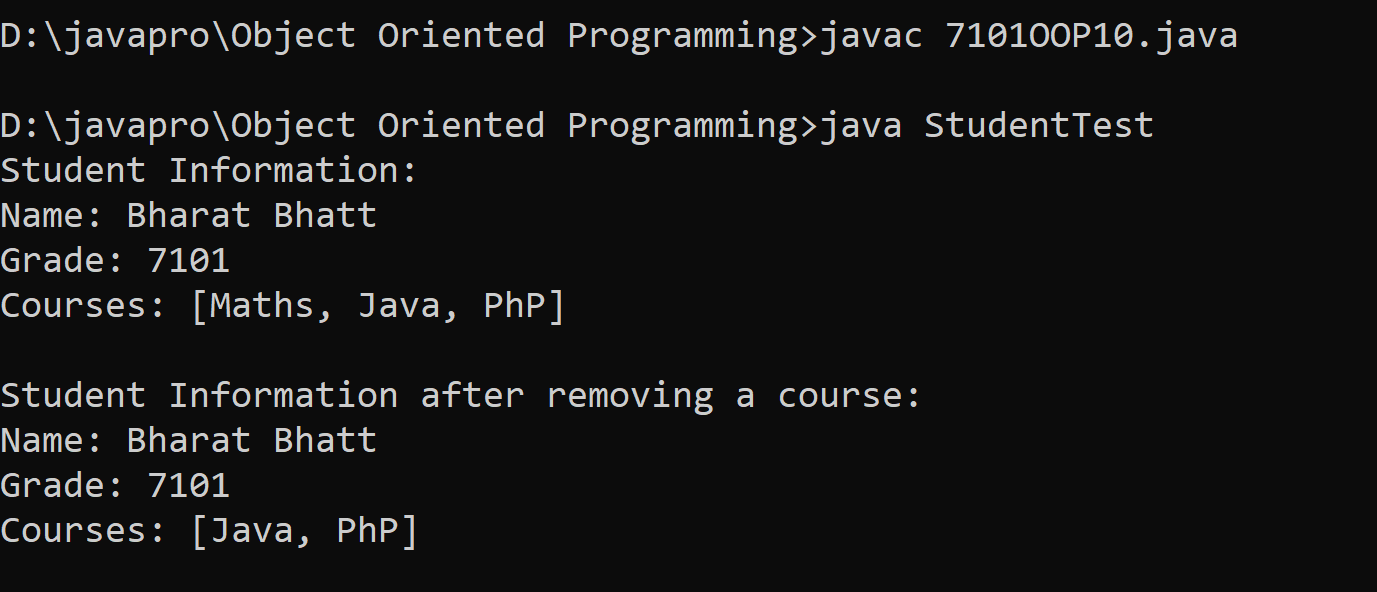 D:\javapro\Object Oriented Programming>javac 7101OOP10.java
D:\javapro\Object Oriented Programming>java StudentTest
Student Information:
Name: Bharat Bhatt
Grade: 7101
Courses: [Maths, Java, PhP]
Student Information after removing a course:
Name: Bharat Bhatt
Grade: 7101
Courses: [Java, PhP]